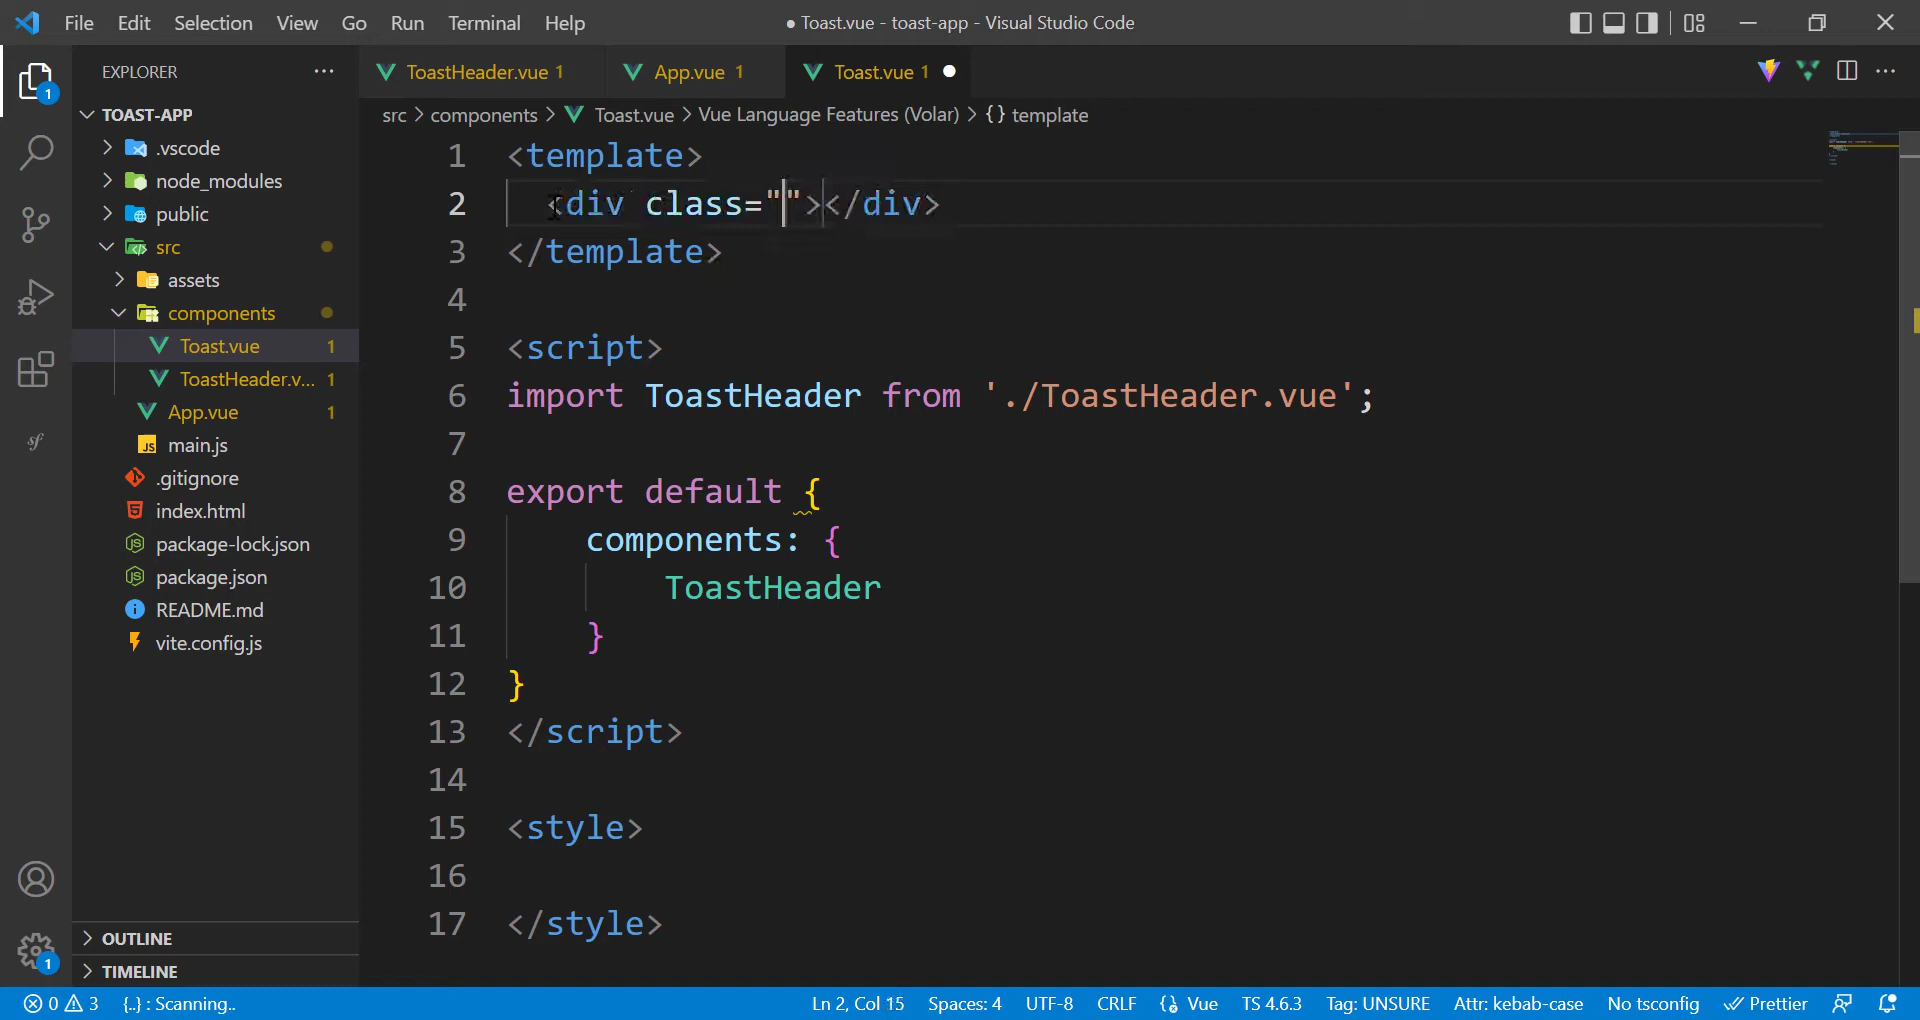 File Edit Selection View Go Run Terminal Help
● Toast.vue - toast-app - Visual Studio Code
EXPLORER
TOAST-APP
.vscode
node_modules
public
src
assets
components
Toast.vue 1
ToastHeader.v... 1
App.vue 1
main.js
.gitignore
index.html
package-lock.json
package.json
README.md
vite.config.js
OUTLINE
TIMELINE
1
1
ToastHeader.vue 1
App.vue 1
Toast.vue 1
src > components > Toast.vue > Vue Language Features (Volar) > {} template
1 <template>
2 <div class=""></div>
3 </template>
4
5 <script>
6 import ToastHeader from './ToastHeader.vue';
7
8 export default {
9 components: {
10 ToastHeader
11 }
12 }
13 </script>
14
15 <style>
16
17 </style>
0 3 {..} : Scanning.. Ln 2, Col 15 Spaces: 4 UTF-8 CRLF Vue TS 4.6.3 Tag: UNSURE Attr: kebab-case No tsconfig Prettier